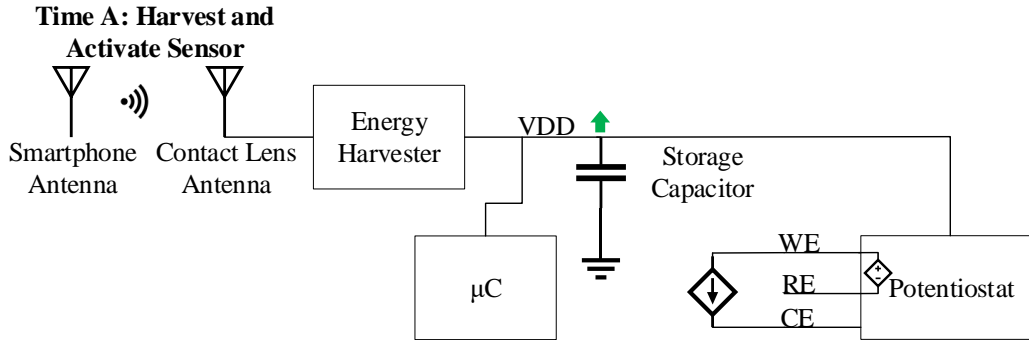 Time A: Harvest and
Activate Sensor
Smartphone
Antenna
Contact Lens
Antenna
Energy
Harvester
VDD
Storage
Capacitor
μC
WE
RE
CE
+
-
Potentiostat